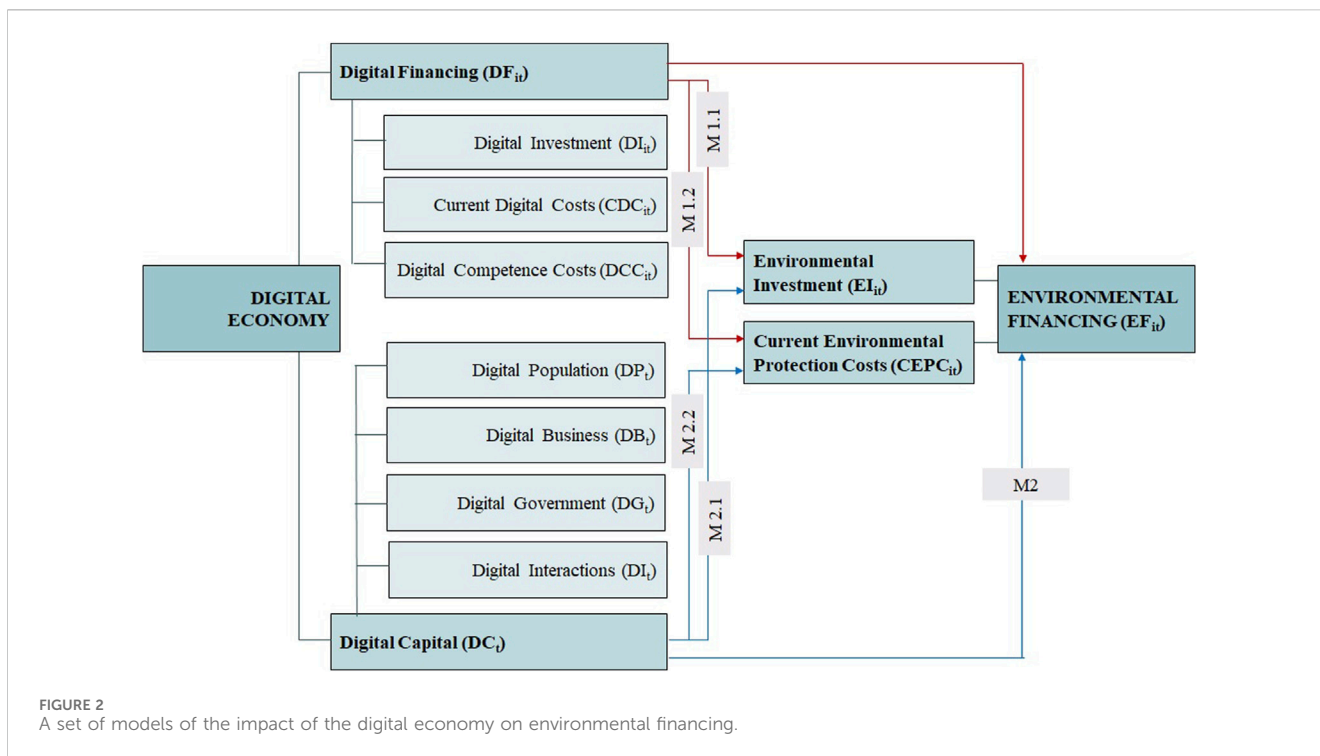 Digital Financing (DFit)
Digital Investment (DIit)
Current Digital Costs (CDCit)
Digital Competence Costs (DCCit)
DIGITAL
ECONOMY
Digital Population (DPt)
Digital Business (DBt)
Digital Government (DGt)
Digital Interactions (DIt)
Digital Capital (DCt)
M 1.1
M 1.2
M 2.2
M 2.1
Environmental
Investment (EIit)
Current Environmental
Protection Costs (CEPCit)
ENVIRONMENTAL
FINANCING (EFit)
M2
FIGURE 2
A set of models of the impact of the digital economy on environmental financing.